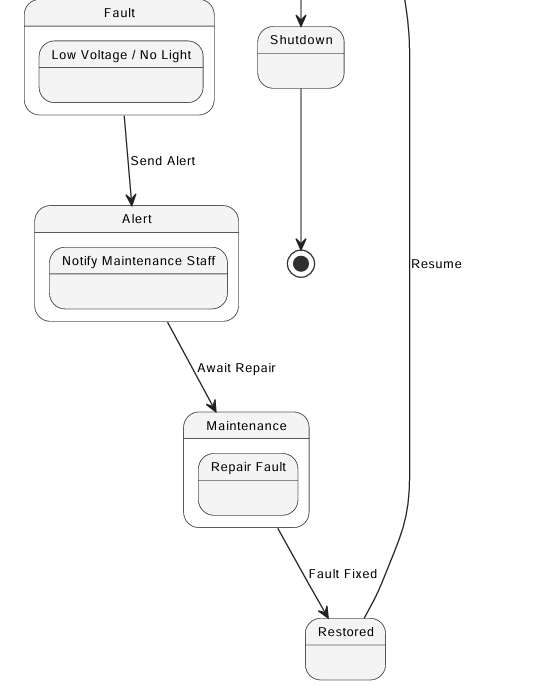 Fault
Shutdown
Low Voltage / No Light
Send Alert
Alert
Notify Maintenance Staff
Resume
Await Repair
Maintenance
Repair Fault
Fault Fixed
Restored